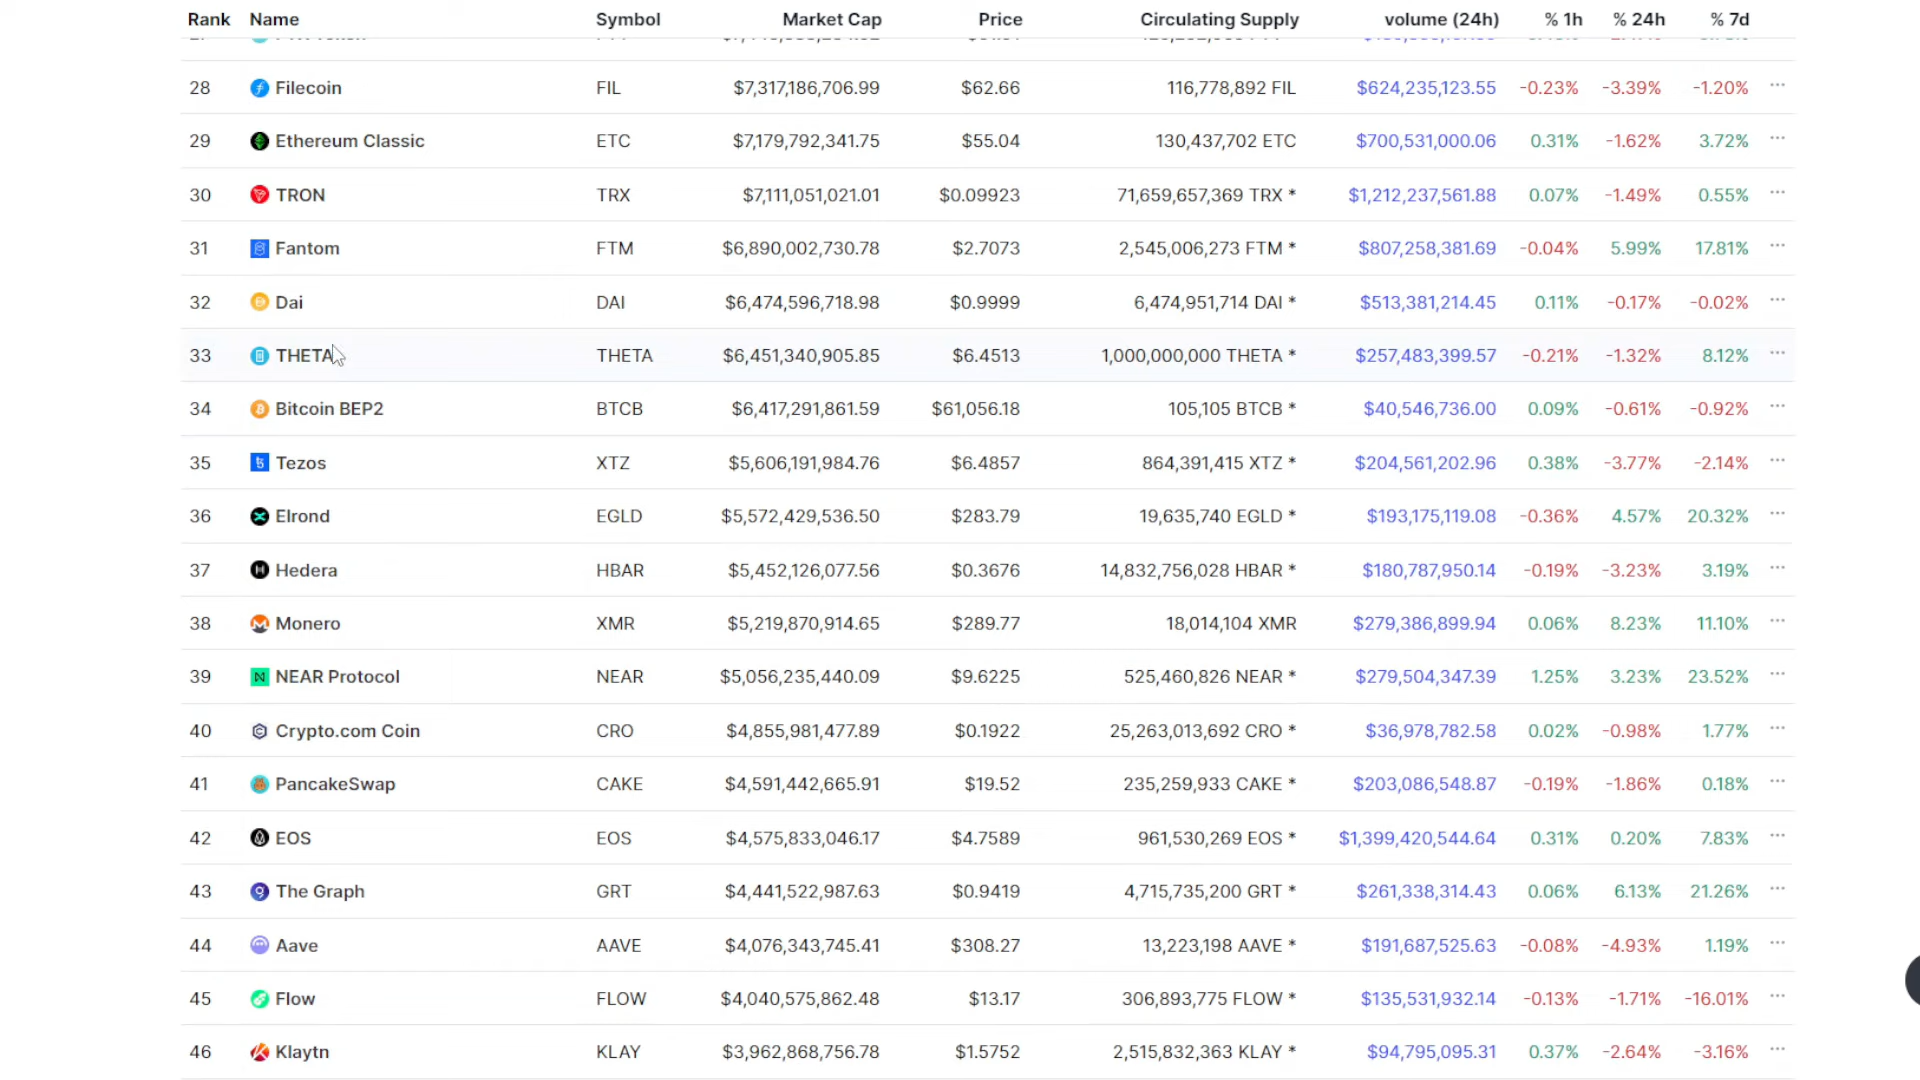 Rank Name Symbol Market Cap Price Circulating Supply volume (24h) % 1h % 24h % 7d
28 Filecoin FIL $7,317,186,706.99 $62.66 116,778,892 FIL $624,235,123.55 -0.23% -3.39% -1.20% ...
29 Ethereum Classic ETC $7,179,792,341.75 $55.04 130,437,702 ETC $700,531,000.06 0.31% -1.62% 3.72% ...
30 TRON TRX $7,111,051,021.01 $0.09923 71,659,657,369 TRX * $1,212,237,561.88 0.07% -1.49% 0.55% ...
31 Fantom FTM $6,890,002,730.78 $2.7073 2,545,006,273 FTM * $807,258,381.69 -0.04% 5.99% 17.81% ...
32 Dai DAI $6,474,596,718.98 $0.9999 6,474,951,714 DAI * $513,381,214.45 0.11% -0.17% -0.02% ...
33 THETA THETA $6,451,340,905.85 $6.4513 1,000,000,000 THETA * $257,483,399.57 -0.21% -1.32% 8.12% ...
34 Bitcoin BEP2 BTCB $6,417,291,861.59 $61,056.18 105,105 BTCB * $40,546,736.00 0.09% -0.61% -0.92% ...
35 Tezos XTZ $5,606,191,984.76 $6.4857 864,391,415 XTZ * $204,561,202.96 0.38% -3.77% -2.14% ...
36 Elrond EGLD $5,572,429,536.50 $283.79 19,635,740 EGLD * $193,175,119.08 -0.36% 4.57% 20.32% ...
37 Hedera HBAR $5,452,126,077.56 $0.3676 14,832,756,028 HBAR * $180,787,950.14 -0.19% -3.23% 3.19% ...
38 Monero XMR $5,219,870,914.65 $289.77 18,014,104 XMR $279,386,899.94 0.06% 8.23% 11.10% ...
39 NEAR Protocol NEAR $5,056,235,440.09 $9.6225 525,460,826 NEAR * $279,504,347.39 1.25% 3.23% 23.52% ...
40 Crypto.com Coin CRO $4,855,981,477.89 $0.1922 25,263,013,692 CRO * $36,978,782.58 0.02% -0.98% 1.77% ...
41 PancakeSwap CAKE $4,591,442,665.91 $19.52 235,259,933 CAKE * $203,086,548.87 -0.19% -1.86% 0.18% ...
42 EOS EOS $4,575,833,046.17 $4.7589 961,530,269 EOS * $1,399,420,544.64 0.31% 0.20% 7.83% ...
43 The Graph GRT $4,441,522,987.63 $0.9419 4,715,735,200 GRT * $261,338,314.43 0.06% 6.13% 21.26% ...
44 Aave AAVE $4,076,343,745.41 $308.27 13,223,198 AAVE * $191,687,525.63 -0.08% -4.93% 1.19% ...
45 Flow FLOW $4,040,575,862.48 $13.17 306,893,775 FLOW * $135,531,932.14 -0.13% -1.71% -16.01% ...
46 Klaytn KLAY $3,962,868,756.78 $1.5752 2,515,832,363 KLAY * $94,795,095.31 0.37% -2.64% -3.16% ...